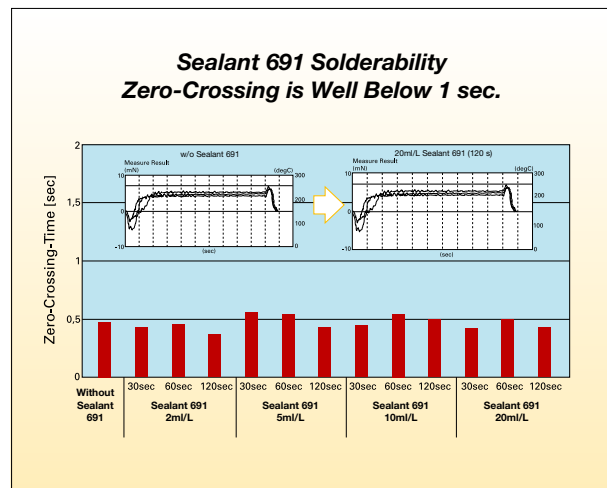 Sealant 691 Solderability
Zero-Crossing is Well Below 1 sec.
2
1,5
1
0,5
0
Zero-Crossing-Time [sec]
w/o Sealant 691
Measure Result
(mN)
(degC)
10
0
-10
300
200
100
0
(sec)
20ml/L Sealant 691 (120 s)
Measure Result
(mN)
(degC)
10
0
-10
300
200
100
0
(sec)
30sec 60sec 120sec 30sec 60sec 120sec 30sec 60sec 120sec 30sec 60sec 120sec
Without
Sealant
691
Sealant 691
2ml/L
Sealant 691
5ml/L
Sealant 691
10ml/L
Sealant 691
20ml/L